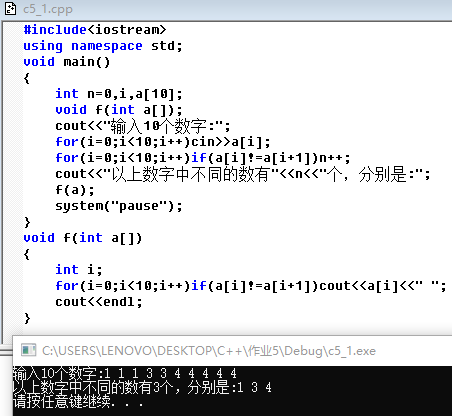 c5_1.cpp
#include<iostream>
using namespace std;
void main()
{
    int n=0,i,a[10];
    void f(int a[]);
    cout<<"输入10个数字:";
    for(i=0;i<10;i++)cin>>a[i];
    for(i=0;i<10;i++)if(a[i]!=a[i+1])n++;
    cout<<"以上数字中不同的数有"<<n<<"个，分别是:";
    f(a);
    system("pause");
}
void f(int a[])
{
    int i;
    for(i=0;i<10;i++)if(a[i]!=a[i+1])cout<<a[i]<<" ";
    cout<<endl;
}
C:\USERS\LENOVO\DESKTOP\C++\作业5\Debug\c5_1.exe
输入10个数字:1 1 1 3 3 4 4 4 4 4
以上数字中不同的数有3个，分别是:1 3 4
请按任意键继续. . .